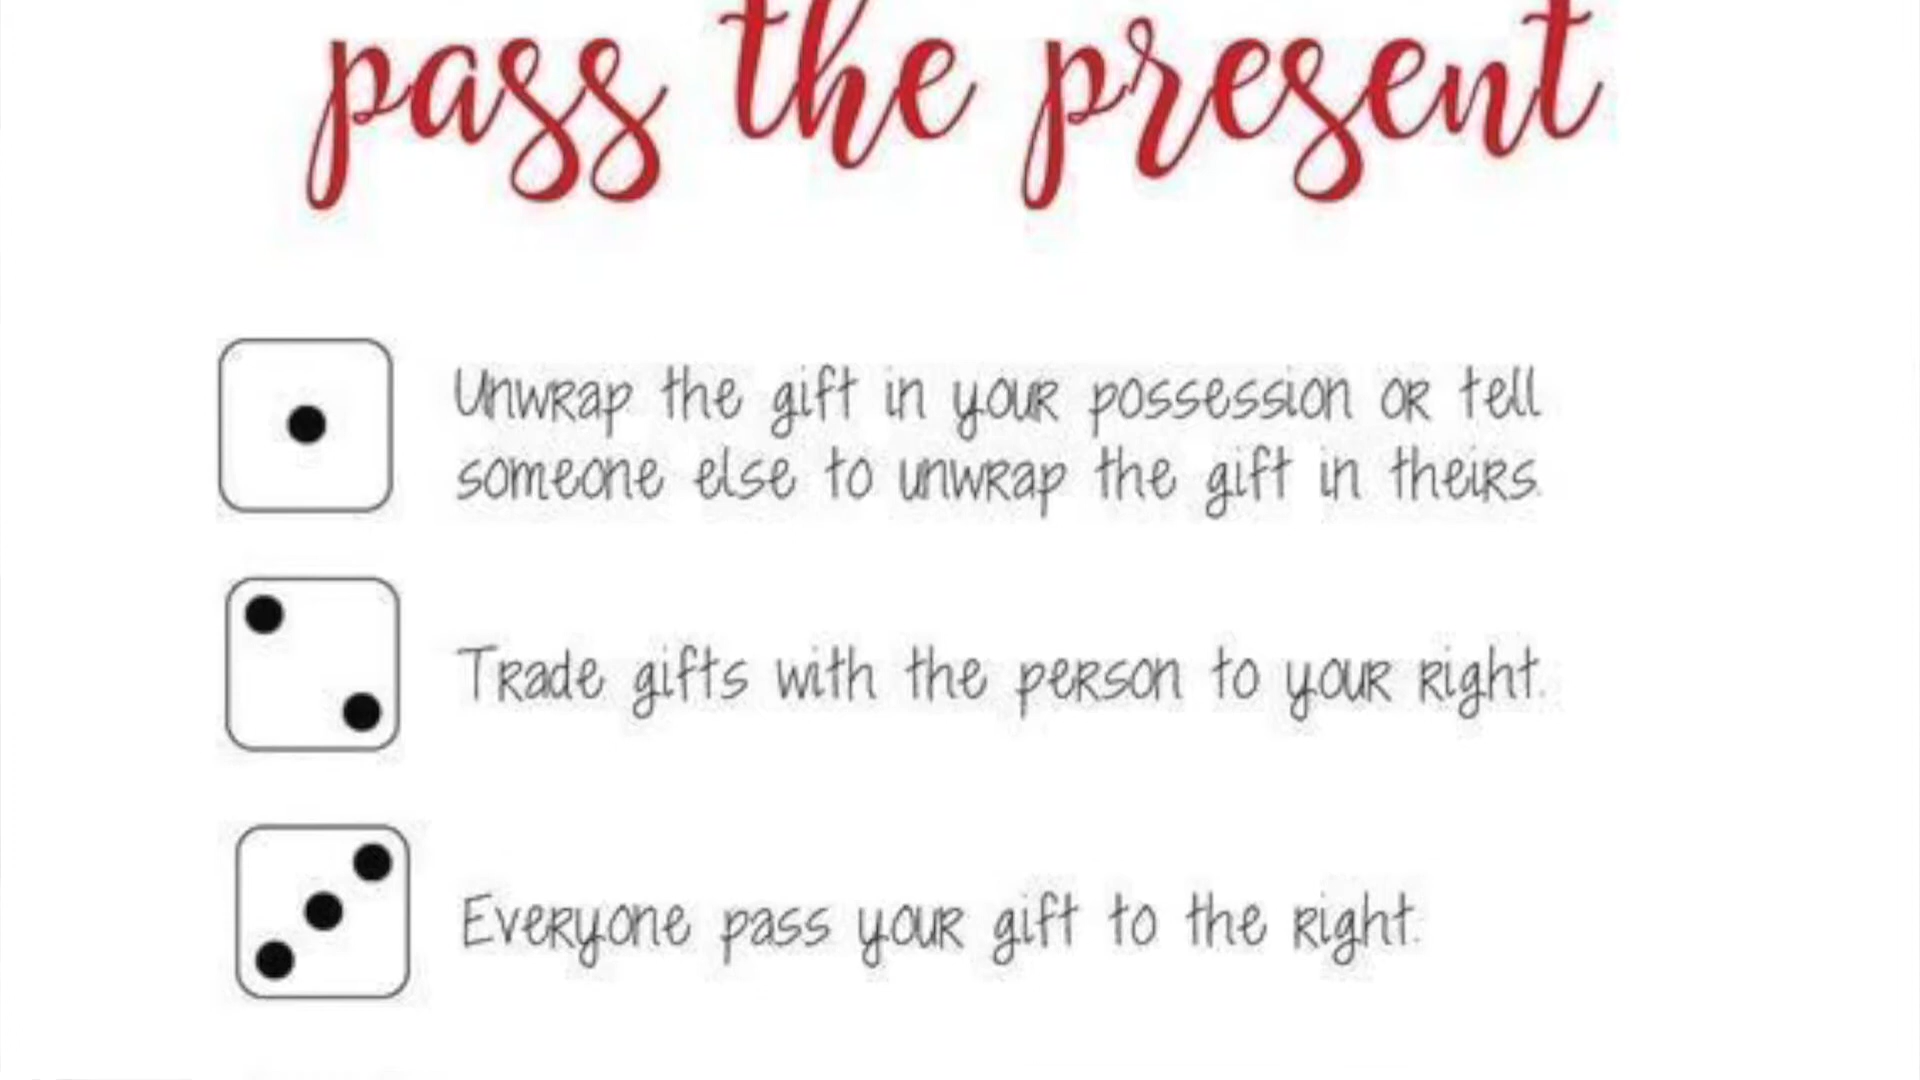 pass the present
Unwrap the gift in your possession or tell
someone else to unwrap the gift in theirs.
Trade gifts with the person to your right.
Everyone pass your gift to the right.